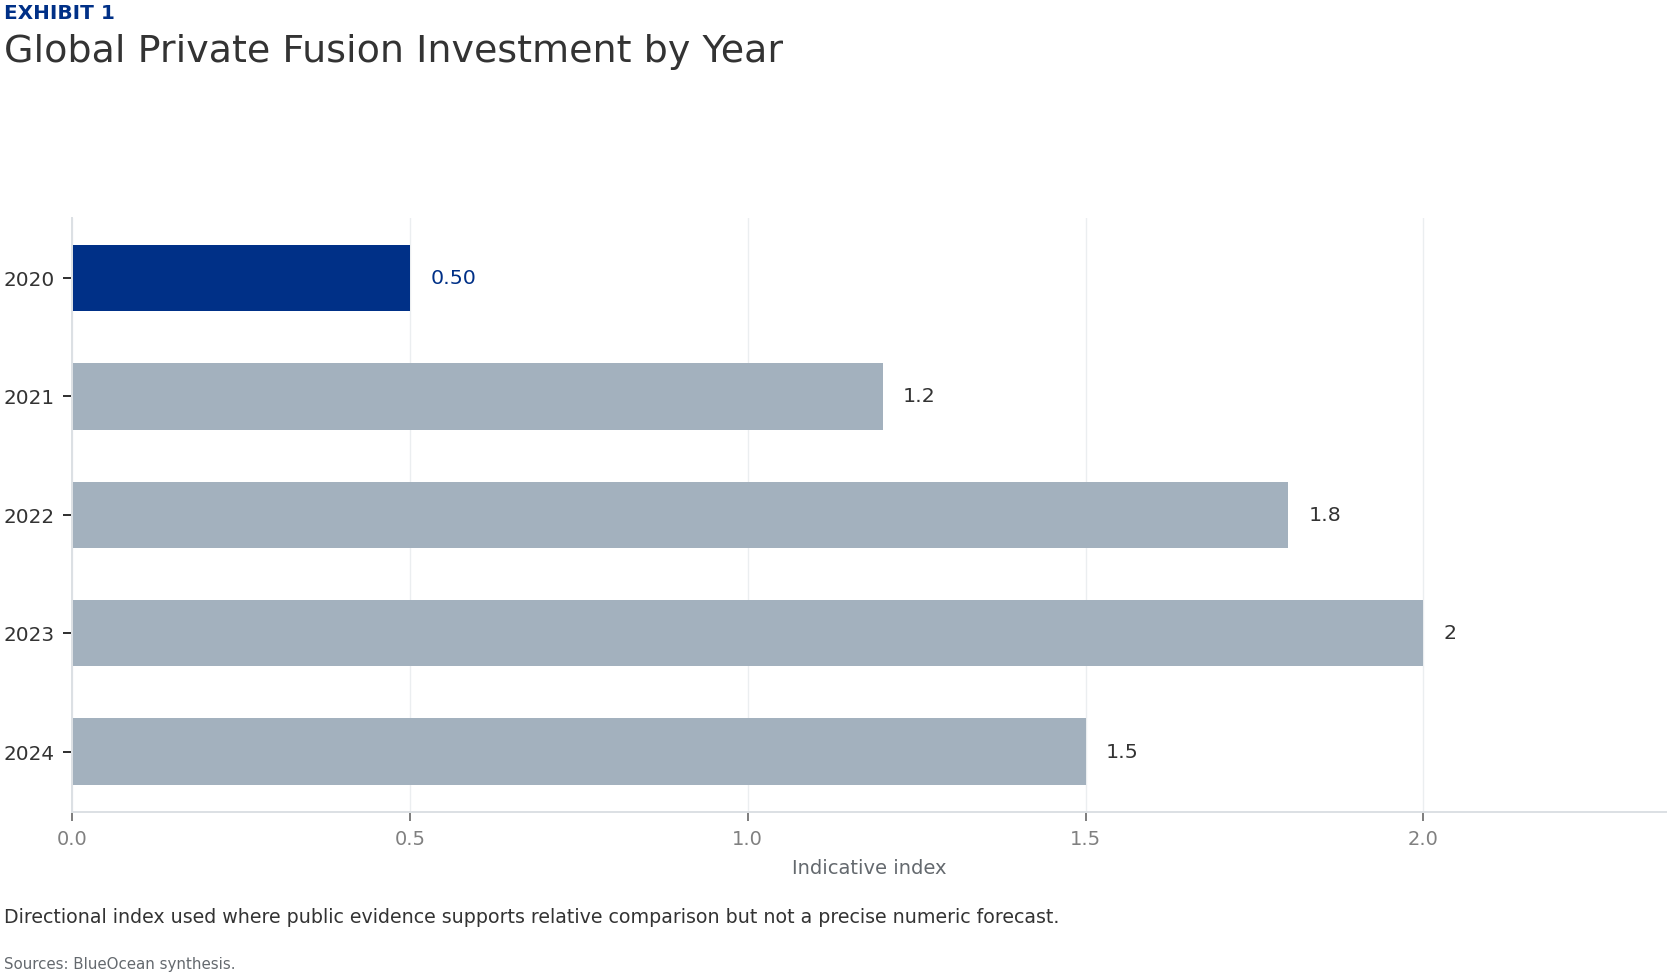 EXHIBIT 1
Global Private Fusion Investment by Year
2020
0.50
2021
1.2
2022
1.8
2023
2
2024
1.5
0.0 0.5 1.0 1.5 2.0
Indicative index
Directional index used where public evidence supports relative comparison but not a precise numeric forecast.
Sources: BlueOcean synthesis.